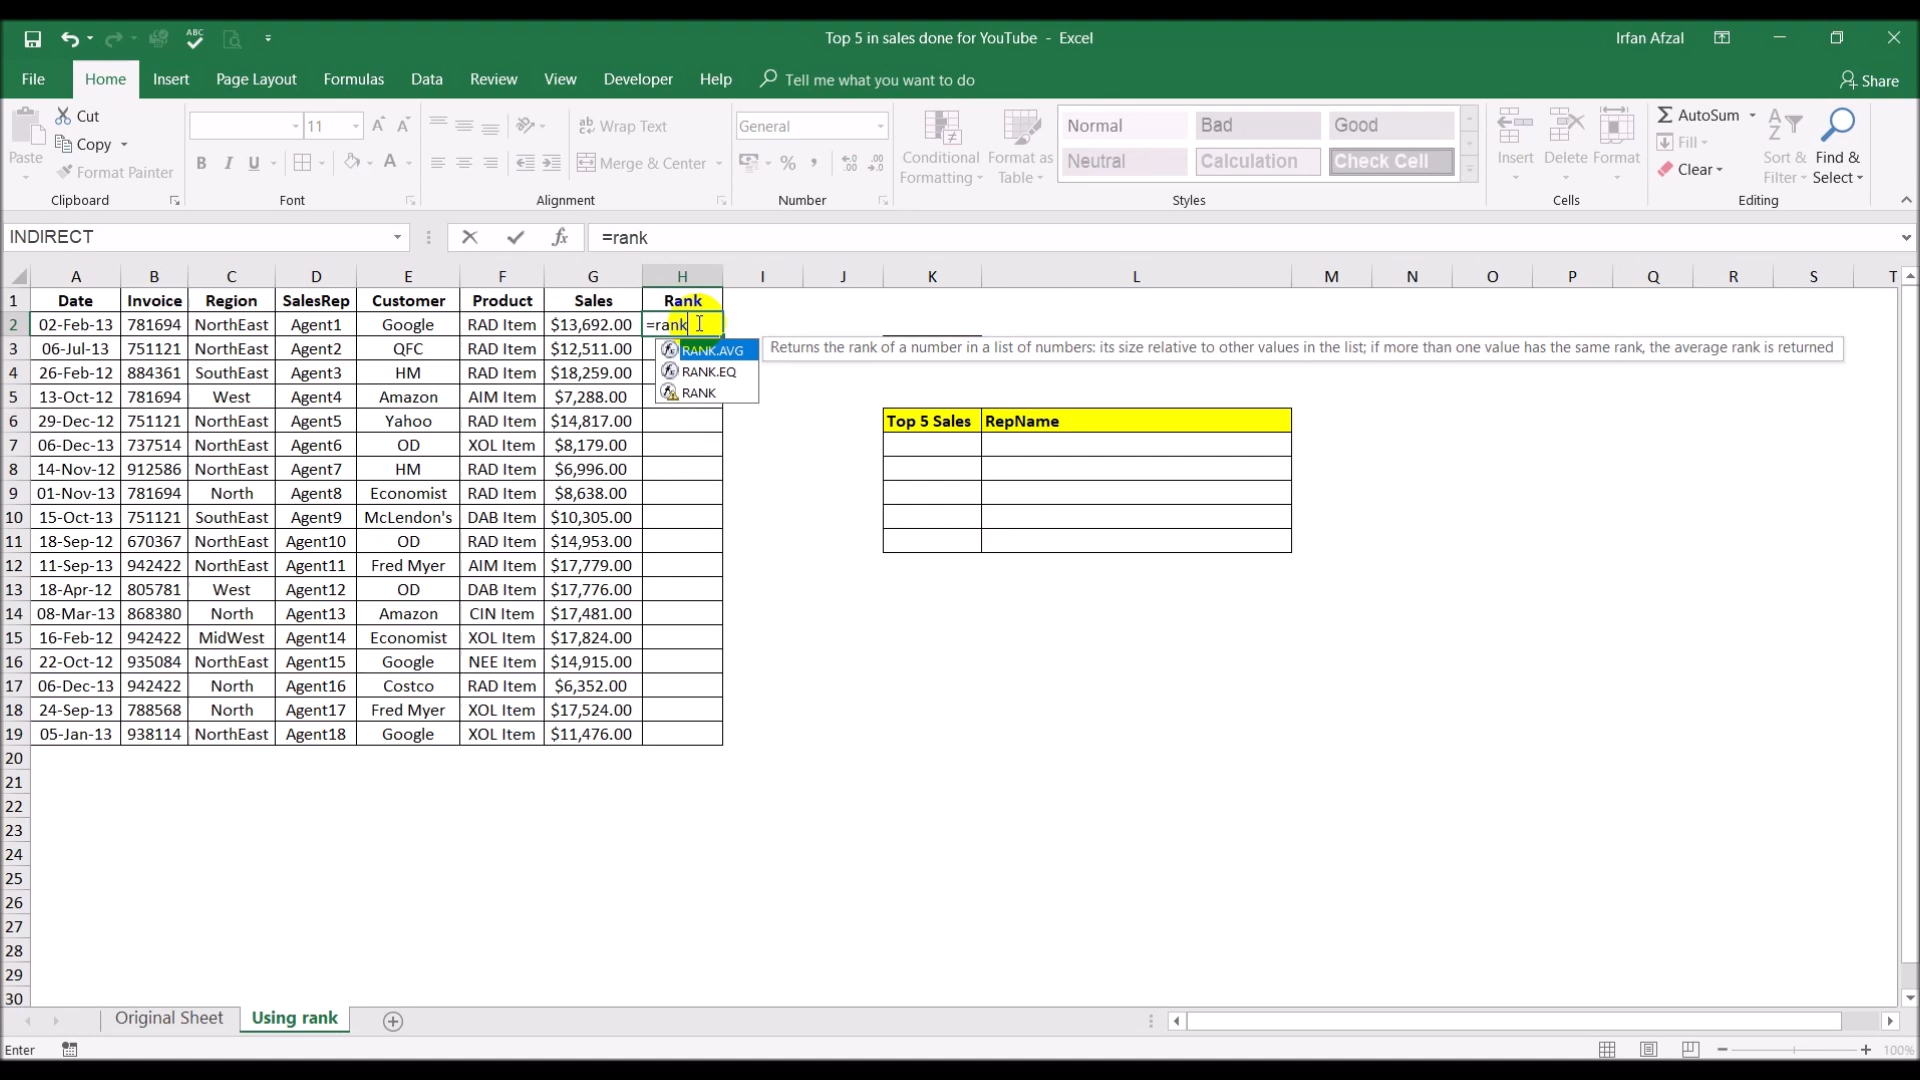 Top 5 in sales done for YouTube - Excel
Irfan Afzal
File Home Insert Page Layout Formulas Data Review View Developer Help Tell me what you want to do Share
Paste
Cut
Copy
Format Painter
Clipboard
11
B I U
Font
Wrap Text
Merge & Center
Alignment
General
Number
Conditional Formatting
Format as Table
Normal Bad Good
Neutral Calculation Check Cell
Styles
Insert Delete Format
Cells
AutoSum
Fill
Clear
Sort & Filter
Find & Select
Editing
INDIRECT fx =rank
A B C D E F G H I J K L M N O P Q R S T
1 Date Invoice Region SalesRep Customer Product Sales Rank
2 02-Feb-13 781694 NorthEast Agent1 Google RAD Item $13,692.00 =rank
3 06-Jul-13 751121 NorthEast Agent2 QFC RAD Item $12,511.00
4 26-Feb-12 884361 SouthEast Agent3 HM RAD Item $18,259.00
5 13-Oct-12 781694 West Agent4 Amazon AIM Item $7,288.00
6 29-Dec-12 751121 NorthEast Agent5 Yahoo RAD Item $14,817.00
7 06-Dec-13 737514 NorthEast Agent6 OD XOL Item $8,179.00
8 14-Nov-12 912586 NorthEast Agent7 HM RAD Item $6,996.00
9 01-Nov-13 781694 North Agent8 Economist RAD Item $8,638.00
10 15-Oct-13 751121 SouthEast Agent9 McLendon's DAB Item $10,305.00
11 18-Sep-12 670367 NorthEast Agent10 OD RAD Item $14,953.00
12 11-Sep-13 942422 NorthEast Agent11 Fred Myer AIM Item $17,779.00
13 18-Apr-12 805781 West Agent12 OD DAB Item $17,776.00
14 08-Mar-13 868380 North Agent13 Amazon CIN Item $17,481.00
15 16-Feb-12 942422 MidWest Agent14 Economist XOL Item $17,824.00
16 22-Oct-12 935084 NorthEast Agent15 Google NEE Item $14,915.00
17 06-Dec-13 942422 North Agent16 Costco RAD Item $6,352.00
18 24-Sep-13 788568 North Agent17 Fred Myer XOL Item $17,524.00
19 05-Jan-13 938114 NorthEast Agent18 Google XOL Item $11,476.00
20
21
22
23
24
25
26
27
28
29
30
RANK.AVG
RANK.EQ
RANK
Returns the rank of a number in a list of numbers: its size relative to other values in the list; if more than one value has the same rank, the average rank is returned
Top 5 Sales RepName
Original Sheet Using rank
Enter
100%